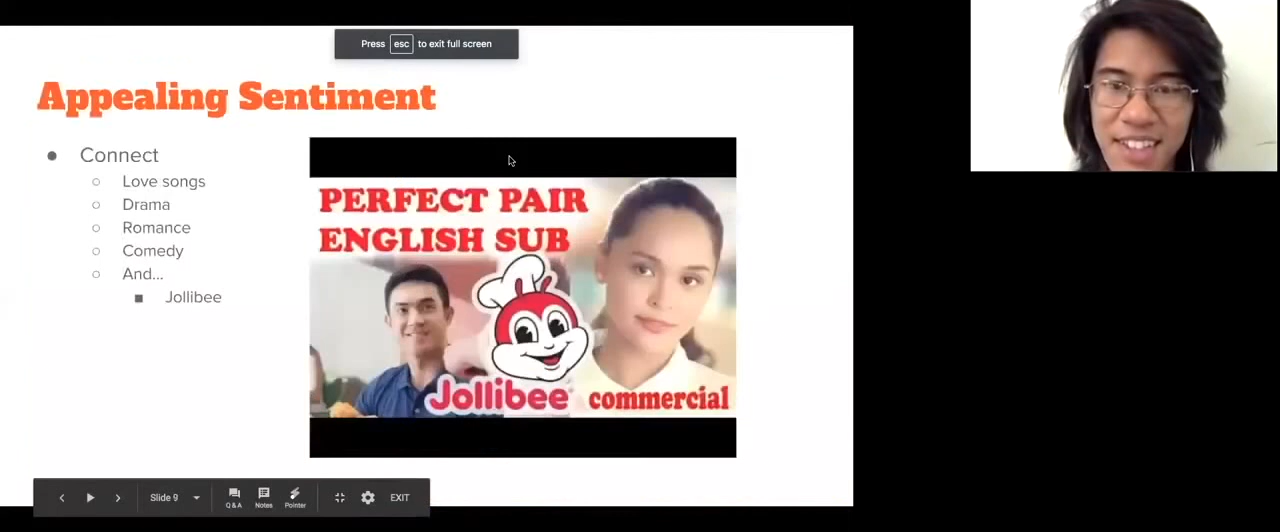 Press esc to exit full screen
Appealing Sentiment
Connect
Love songs
Drama
Romance
Comedy
And...
Jollibee
PERFECT PAIR
ENGLISH SUB
Jollibee commercial
Slide 9
Q&A
Notes
Pointer
EXIT